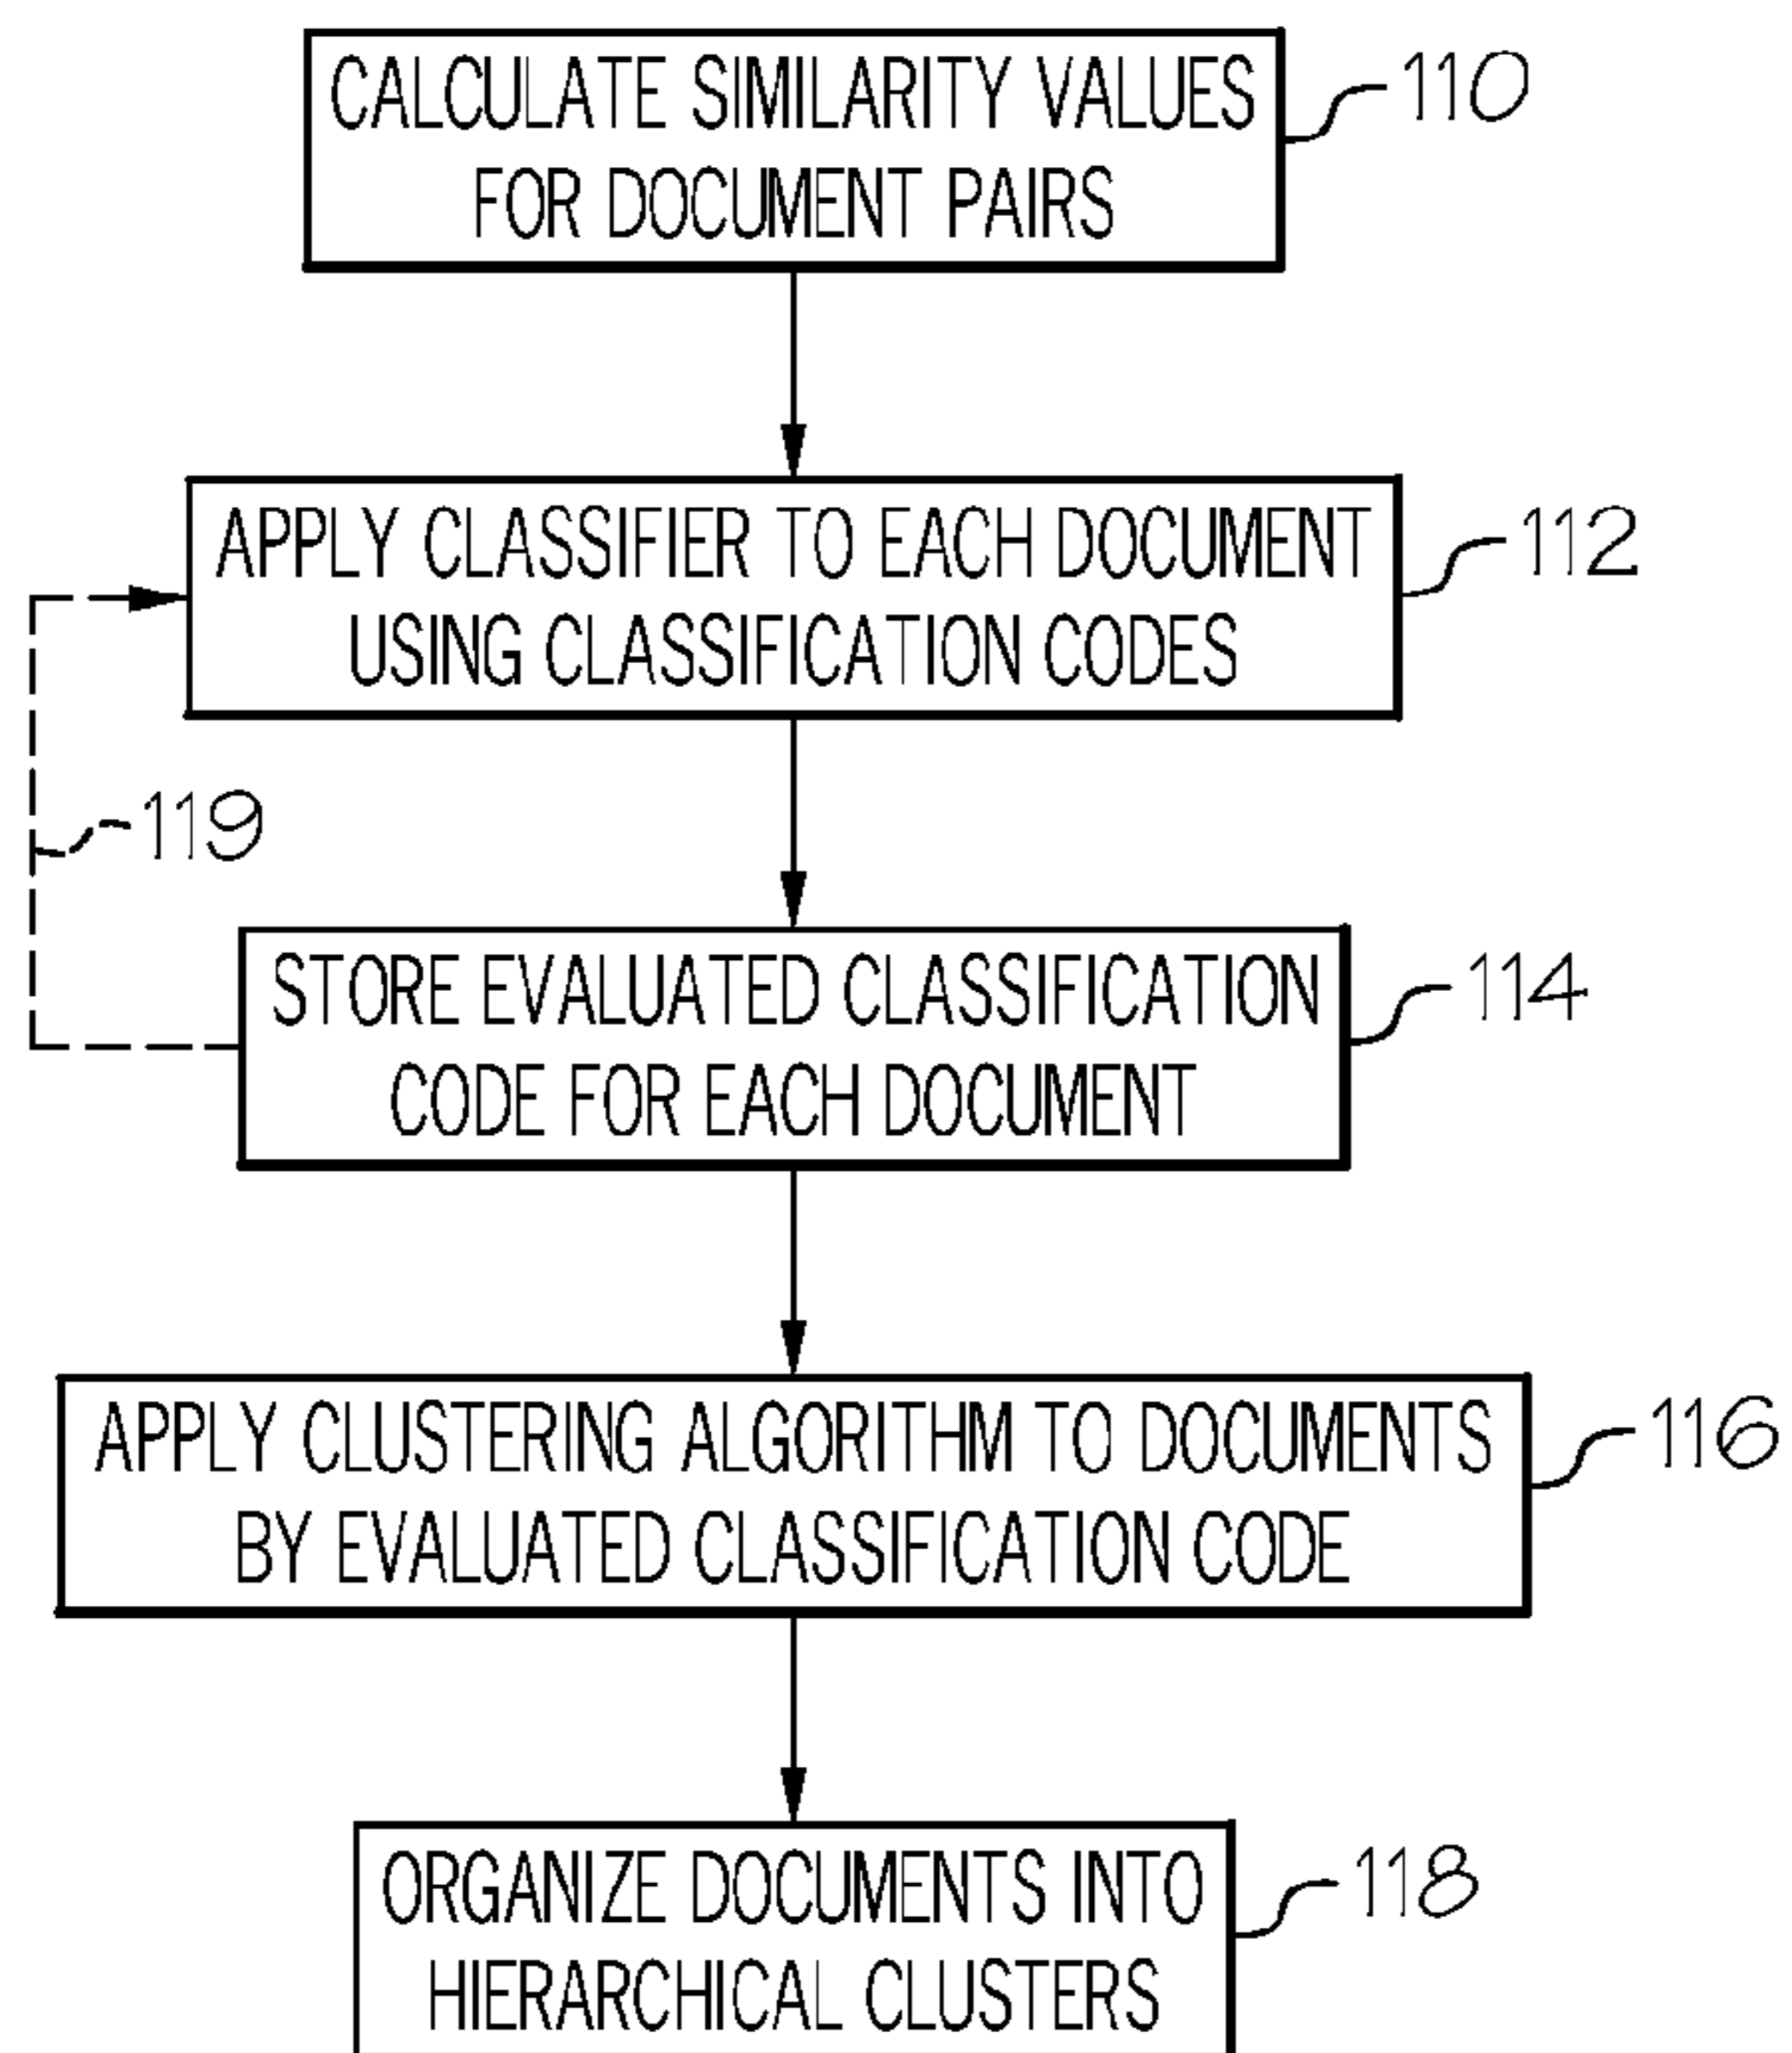 CALCULATE SIMILARITY VALUES
FOR DOCUMENT PAIRS
110
APPLY CLASSIFIER TO EACH DOCUMENT
USING CLASSIFICATION CODES
112
119
STORE EVALUATED CLASSIFICATION
CODE FOR EACH DOCUMENT
114
APPLY CLUSTERING ALGORITHM TO DOCUMENTS
BY EVALUATED CLASSIFICATION CODE
116
ORGANIZE DOCUMENTS INTO
HIERARCHICAL CLUSTERS
118